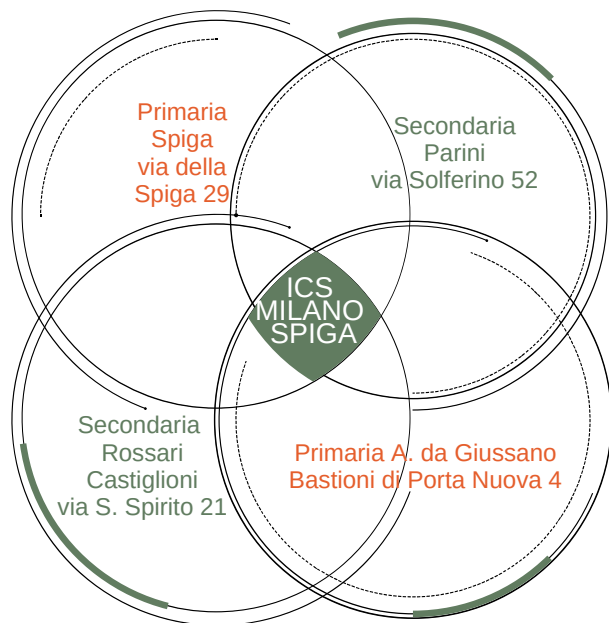 Primaria
Spiga
via della
Spiga 29
Secondaria
Parini
via Solferino 52
ICS
MILANO
SPIGA
Secondaria
Rossari
Castiglioni
via S. Spirito 21
Primaria A. da Giussano
Bastioni di Porta Nuova 4